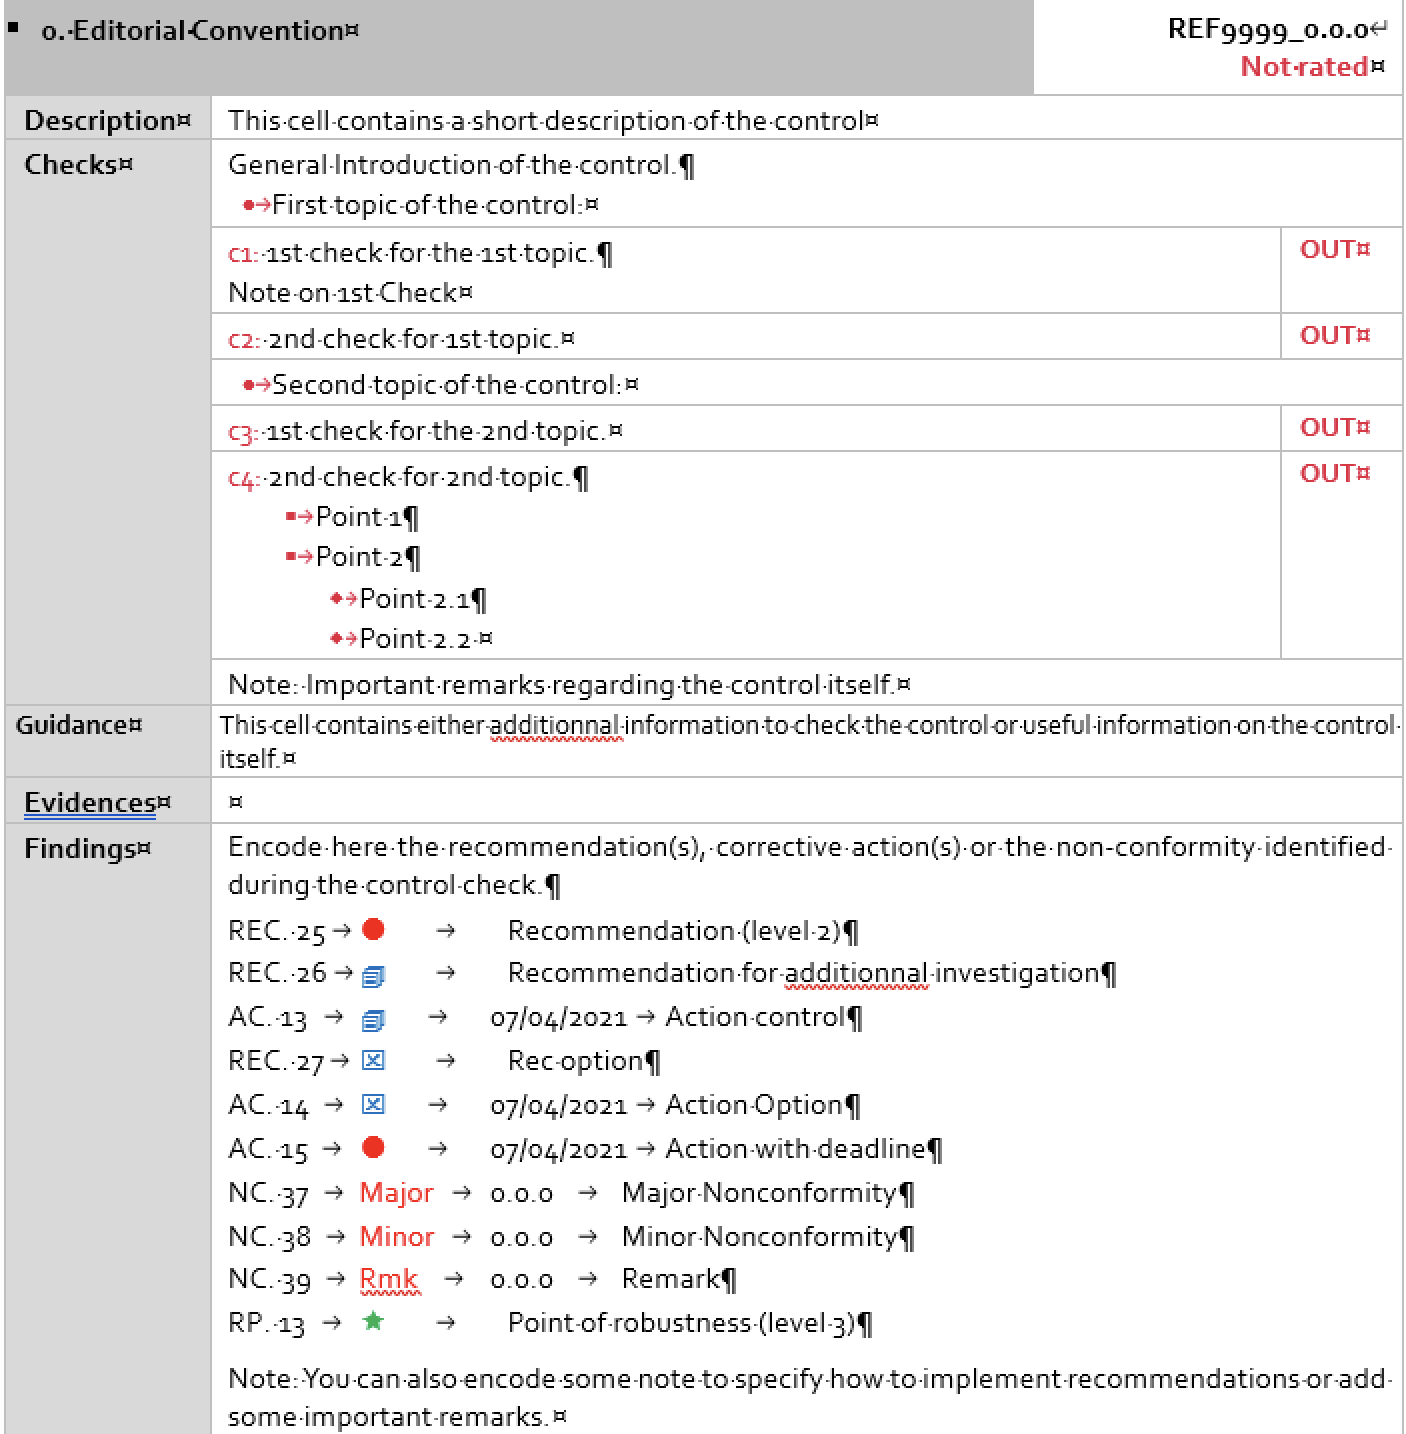 0. Editorial Convention¤
REF9999_0.0.0↵
Not rated¤
Description¤
This cell contains a short description of the control¤
Checks¤
General Introduction of the control.¶
•→First topic of the control:¤
c1: 1st check for the 1st topic.¶
OUT¤
Note on 1st Check¤
c2: 2nd check for 1st topic.¤
OUT¤
•→Second topic of the control:¤
c3: 1st check for the 2nd topic.¤
OUT¤
c4: 2nd check for 2nd topic.¶
OUT¤
▪→Point 1¶
▪→Point 2¶
◆→Point 2.1¶
◆→Point 2.2 ¤
Note: Important remarks regarding the control itself.¤
Guidance¤
This cell contains either additionnal information to check the control or useful information on the control
itself.¤
Evidences¤
¤
Findings¤
Encode here the recommendation(s), corrective action(s) or the non-conformity identified
during the control check.¶
REC. 25 → → Recommendation (level 2)¶
REC. 26 → → Recommendation for additionnal investigation¶
AC. 13 → → 07/04/2021 → Action control¶
REC. 27 → → Rec option¶
AC. 14 → → 07/04/2021 → Action Option¶
AC. 15 → → 07/04/2021 → Action with deadline¶
NC. 37 → Major → 0.0.0 → Major Nonconformity¶
NC. 38 → Minor → 0.0.0 → Minor Nonconformity¶
NC. 39 → Rmk → 0.0.0 → Remark¶
RP. 13 → → Point of robustness (level 3)¶
Note: You can also encode some note to specify how to implement recommendations or add
some important remarks.¤